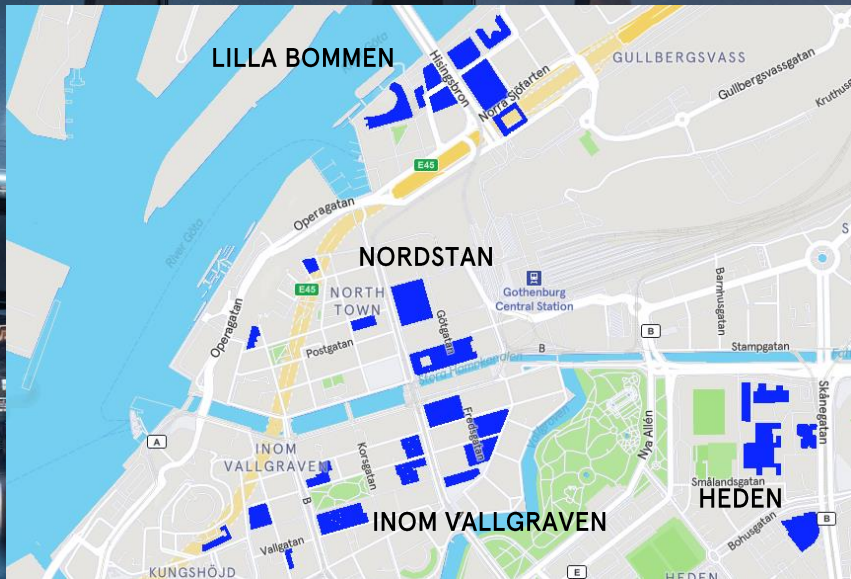 LILLA BOMMEN
Hisingsbron
GULLBERGSVASS
Gullbergsvassgatan
Norra Sjöfarten
E45
Operagatan
River Göta
NORDSTAN
E45
NORTH
TOWN
Gothenburg
Central Station
Götgatan
Barnhusgatan
Operagatan
Postgatan
B
B
Stampgatan
Stora Hamnkanalen
A
Fredsgatan
Nya Allén
Skånegatan
INOM
VALLGRAVEN
Korsgatan
Smålandsgatan
HEDEN
B
INOM VALLGRAVEN
B
Bohusgatan
Vallgatan
KUNGSHÖJD
E
HEDEN